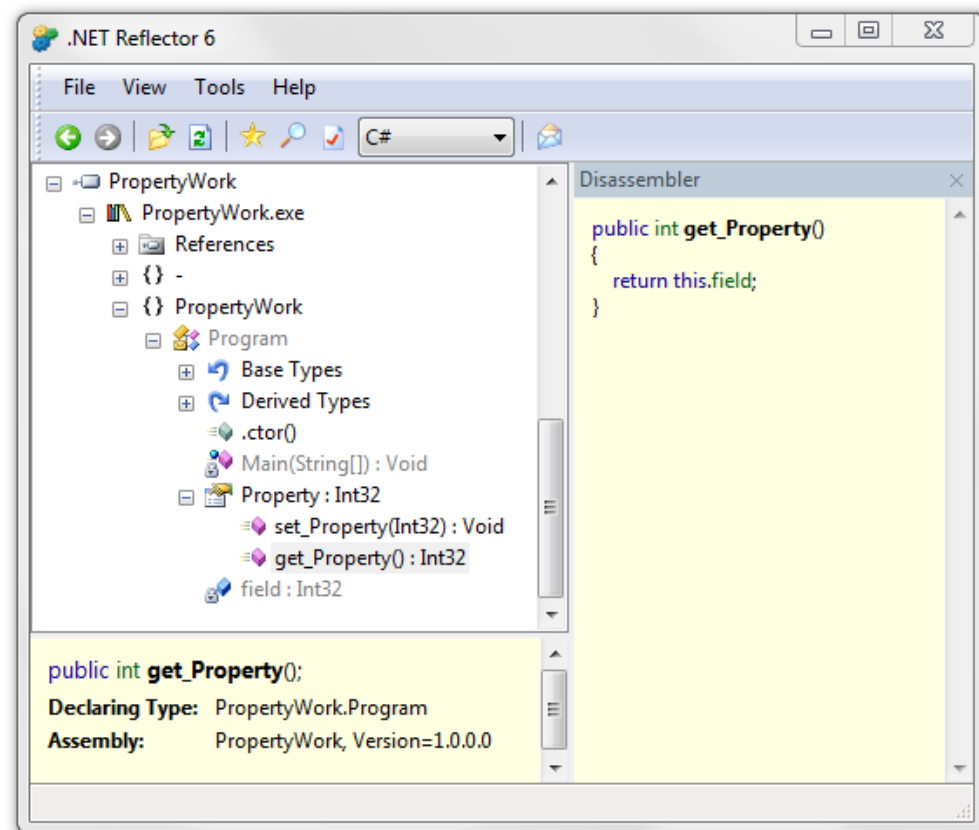 .NET Reflector 6
File View Tools Help
C#
PropertyWork
PropertyWork.exe
References
{} -
{} PropertyWork
Program
Base Types
Derived Types
.ctor()
Main(String[]) : Void
Property : Int32
set_Property(Int32) : Void
get_Property() : Int32
field : Int32
Disassembler
public int get_Property()
{
return this.field;
}
public int get_Property();
Declaring Type: PropertyWork.Program
Assembly: PropertyWork, Version=1.0.0.0